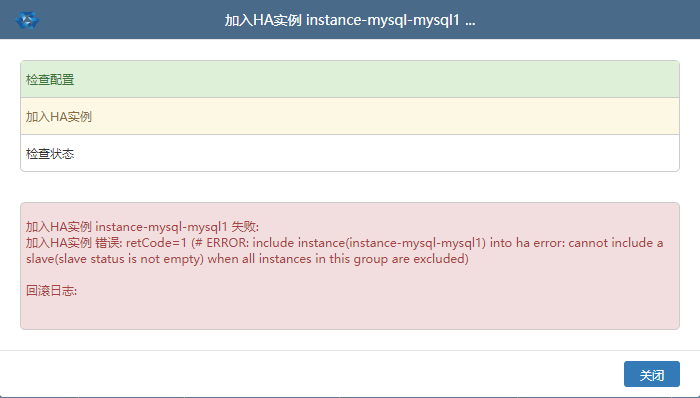 加入HA实例 instance-mysql-mysql1 ...
检查配置
加入HA实例
检查状态
加入HA实例 instance-mysql-mysql1 失败:
加入HA实例 错误: retCode=1 (# ERROR: include instance(instance-mysql-mysql1) into ha error: cannot include a
slave(slave status is not empty) when all instances in this group are excluded)
回滚日志:
关闭